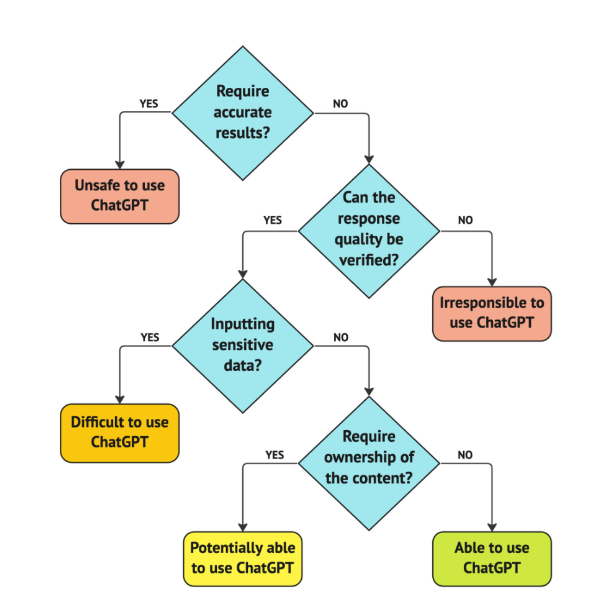 Require
accurate
results?
YES
NO
Unsafe to use
ChatGPT
Can the
response
quality be
verified?
YES
NO
Irresponsible to
use ChatGPT
Inputting
sensitive
data?
YES
NO
Difficult to use
ChatGPT
Require
ownership of
the content?
YES
NO
Potentially able
to use ChatGPT
Able to use
ChatGPT